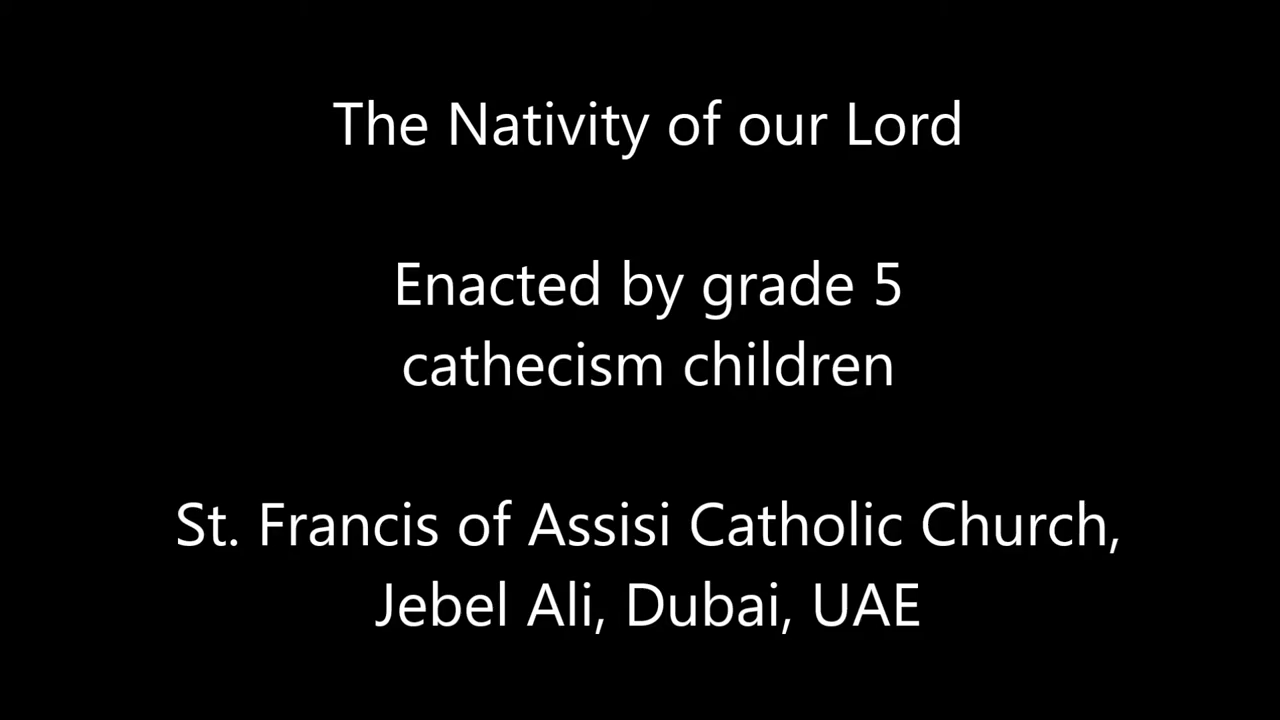 The Nativity of our Lord
Enacted by grade 5
cathecism children
St. Francis of Assisi Catholic Church,
Jebel Ali, Dubai, UAE